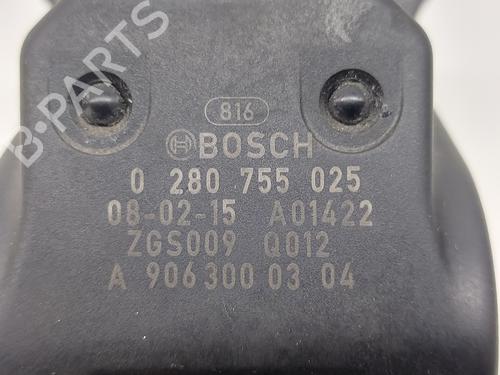 816
BOSCH
0 280 755 025
08-02-15 A01422
ZGS009 Q012
A 906 300 03 04
B-PARTS